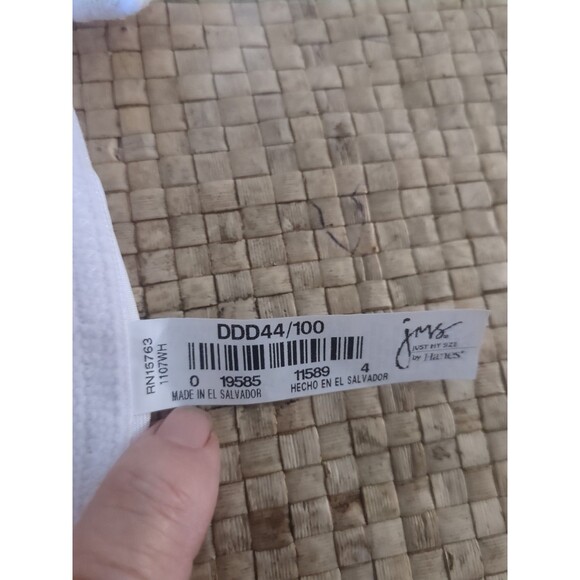 DDD44/100
RN15763
1107WH
0 19585 11589 4
MADE IN EL SALVADOR HECHO EN EL SALVADOR
jms.
JUST MY SIZE
by HANES